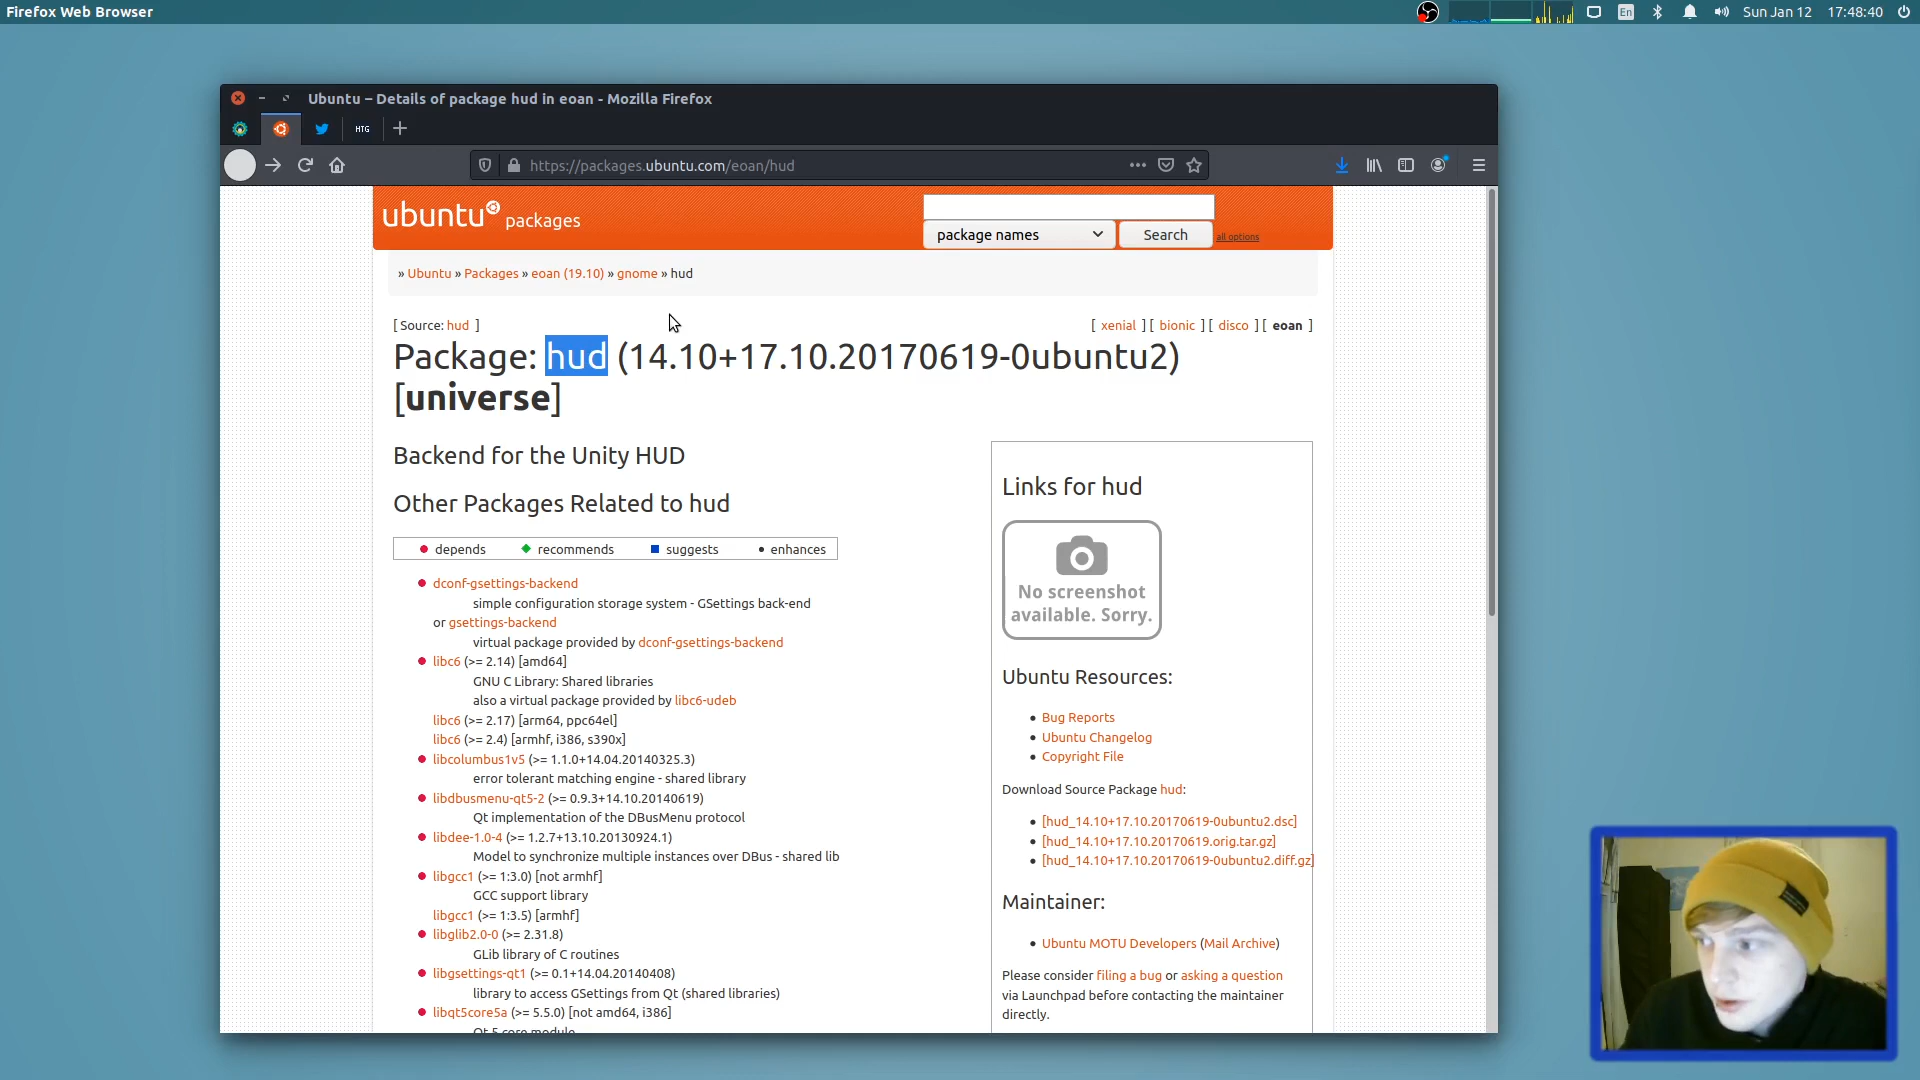 Firefox Web Browser
En
Sun Jan 12 17:48:40
Ubuntu – Details of package hud in eoan - Mozilla Firefox
HTG
https://packages.ubuntu.com/eoan/hud
ubuntu packages
package names
Search
all options
» Ubuntu » Packages » eoan (19.10) » gnome » hud
[ Source: hud ]
[ xenial ] [ bionic ] [ disco ] [ eoan ]
Package: hud (14.10+17.10.20170619-0ubuntu2)
[universe]
Backend for the Unity HUD
Other Packages Related to hud
depends
recommends
suggests
enhances
dconf-gsettings-backend
simple configuration storage system - GSettings back-end
or gsettings-backend
virtual package provided by dconf-gsettings-backend
libc6 (>= 2.14) [amd64]
GNU C Library: Shared libraries
also a virtual package provided by libc6-udeb
libc6 (>= 2.17) [arm64, ppc64el]
libc6 (>= 2.4) [armhf, i386, s390x]
libcolumbus1v5 (>= 1.1.0+14.04.20140325.3)
error tolerant matching engine - shared library
libdbusmenu-qt5-2 (>= 0.9.3+14.10.20140619)
Qt implementation of the DBusMenu protocol
libdee-1.0-4 (>= 1.2.7+13.10.20130924.1)
Model to synchronize multiple instances over DBus - shared lib
libgcc1 (>= 1:3.0) [not armhf]
GCC support library
libgcc1 (>= 1:3.5) [armhf]
libglib2.0-0 (>= 2.31.8)
GLib library of C routines
libgsettings-qt1 (>= 0.1+14.04.20140408)
library to access GSettings from Qt (shared libraries)
libqt5core5a (>= 5.5.0) [not amd64, i386]
Qt 5 core module
Links for hud
No screenshot
available. Sorry.
Ubuntu Resources:
Bug Reports
Ubuntu Changelog
Copyright File
Download Source Package hud:
[hud_14.10+17.10.20170619-0ubuntu2.dsc]
[hud_14.10+17.10.20170619.orig.tar.gz]
[hud_14.10+17.10.20170619-0ubuntu2.diff.gz]
Maintainer:
Ubuntu MOTU Developers (Mail Archive)
Please consider filing a bug or asking a question
via Launchpad before contacting the maintainer
directly.